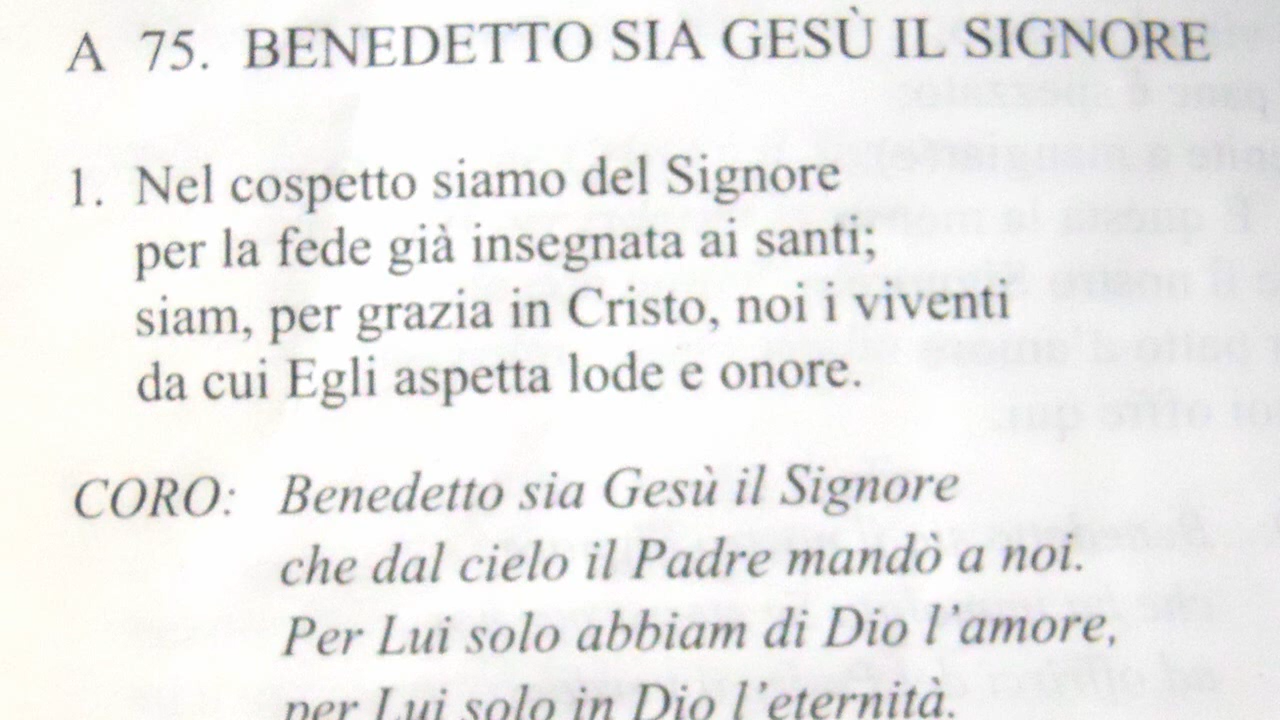 A 75. BENEDETTO SIA GESÙ IL SIGNORE
1. Nel cospetto siamo del Signore
per la fede già insegnata ai santi;
siam, per grazia in Cristo, noi i viventi
da cui Egli aspetta lode e onore.
CORO: Benedetto sia Gesù il Signore
che dal cielo il Padre mandò a noi.
Per Lui solo abbiam di Dio l'amore,
per Lui solo in Dio l'eternità.